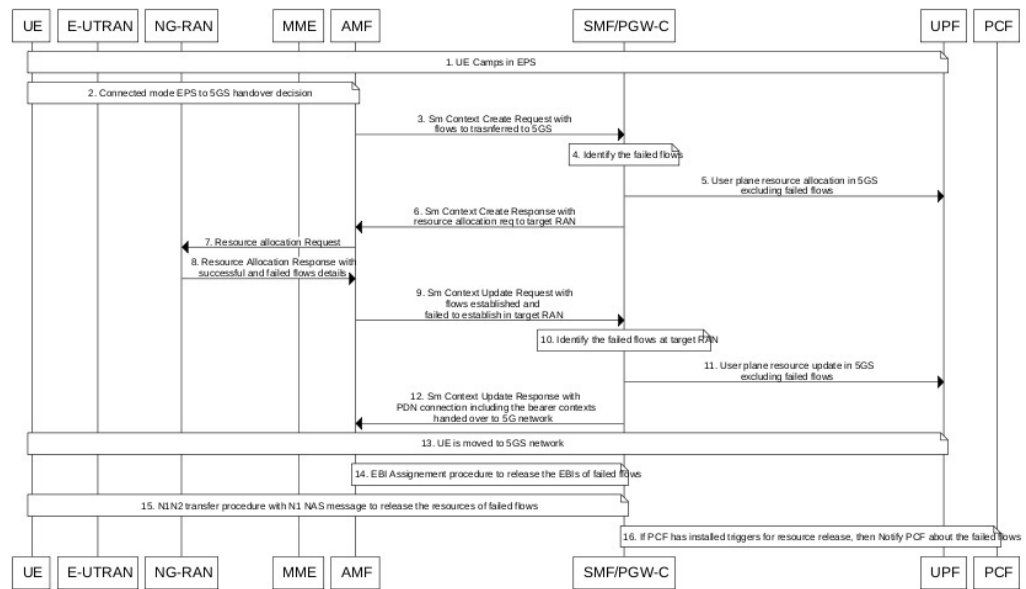 UE E-UTRAN NG-RAN MME AMF SMF/PGW-C UPF PCF
1. UE Camps in EPS
2. Connected mode EPS to 5GS handover decision
3. Sm Context Create Request with
flows to trasnferred to 5GS
4. Identify the failed flows
5. User plane resource allocation in 5GS
excluding failed flows
6. Sm Context Create Response with
resource allocation req to target RAN
7. Resource allocation Request
8. Resource Allocation Response with
successful and failed flows details
9. Sm Context Update Request with
flows established and
failed to establish in target RAN
10. Identify the failed flows at target RAN
11. User plane resource update in 5GS
excluding failed flows
12. Sm Context Update Response with
PDN connection including the bearer contexts
handed over to 5G network
13. UE is moved to 5GS network
14. EBI Assignement procedure to release the EBIs of failed flows
15. N1N2 transfer procedure with N1 NAS message to release the resources of failed flows
16. If PCF has installed triggers for resource release, then Notify PCF about the failed flows
UE E-UTRAN NG-RAN MME AMF SMF/PGW-C UPF PCF